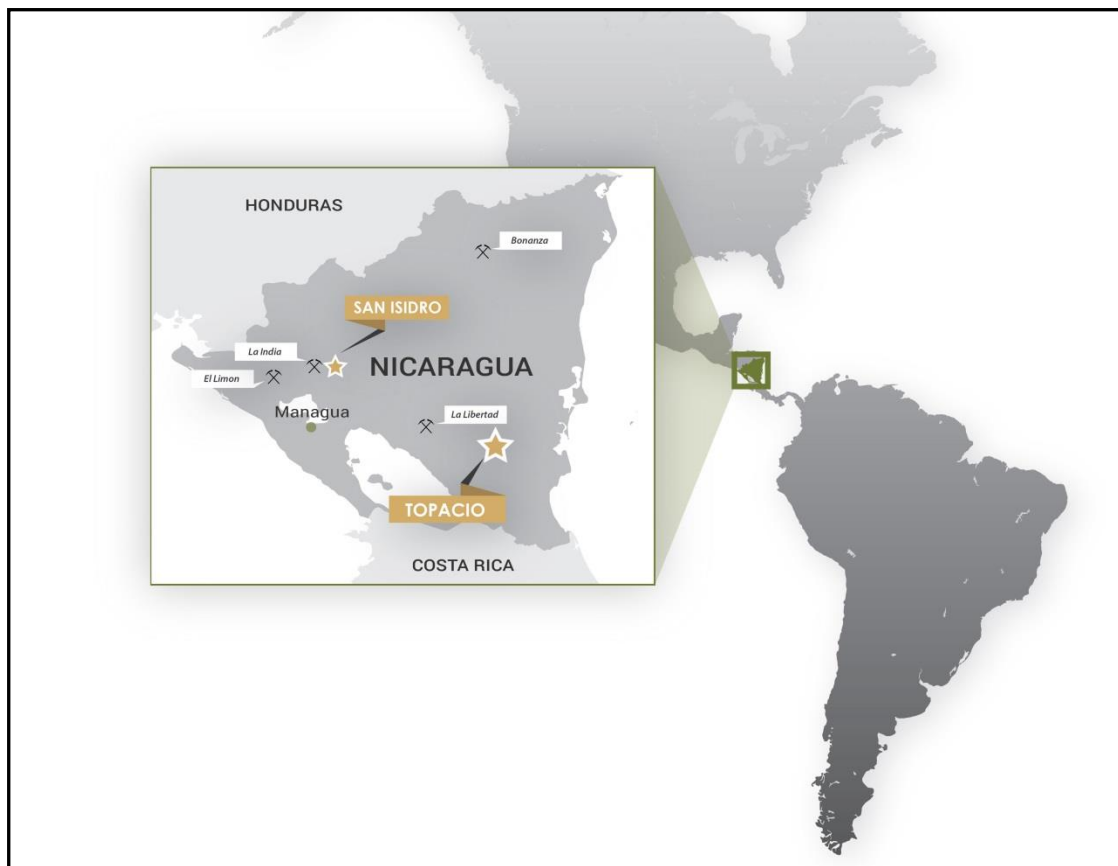 HONDURAS
Bonanza
SAN ISIDRO
La India
NICARAGUA
El Limon
Managua
La Libertad
TOPACIO
COSTA RICA